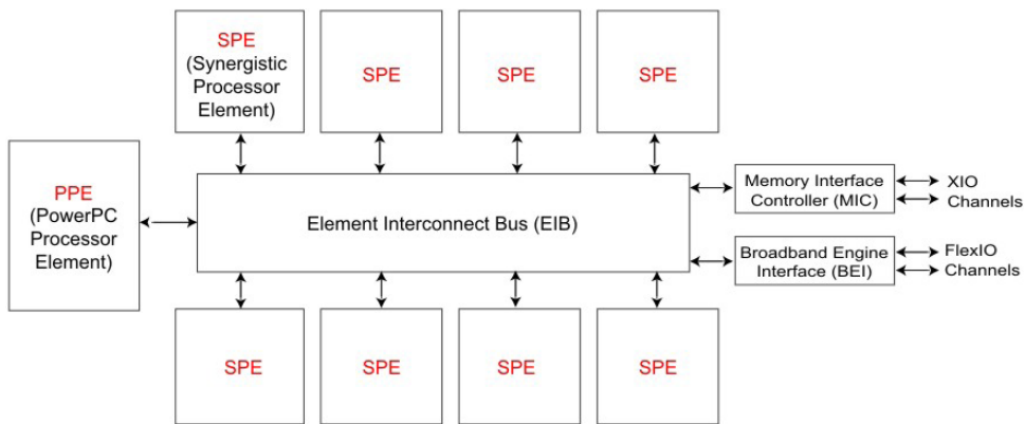 SPE
(Synergistic
Processor
Element)
SPE
SPE
SPE
PPE
(PowerPC
Processor
Element)
Element Interconnect Bus (EIB)
Memory Interface
Controller (MIC)
XIO
Channels
Broadband Engine
Interface (BEI)
FlexIO
Channels
SPE
SPE
SPE
SPE